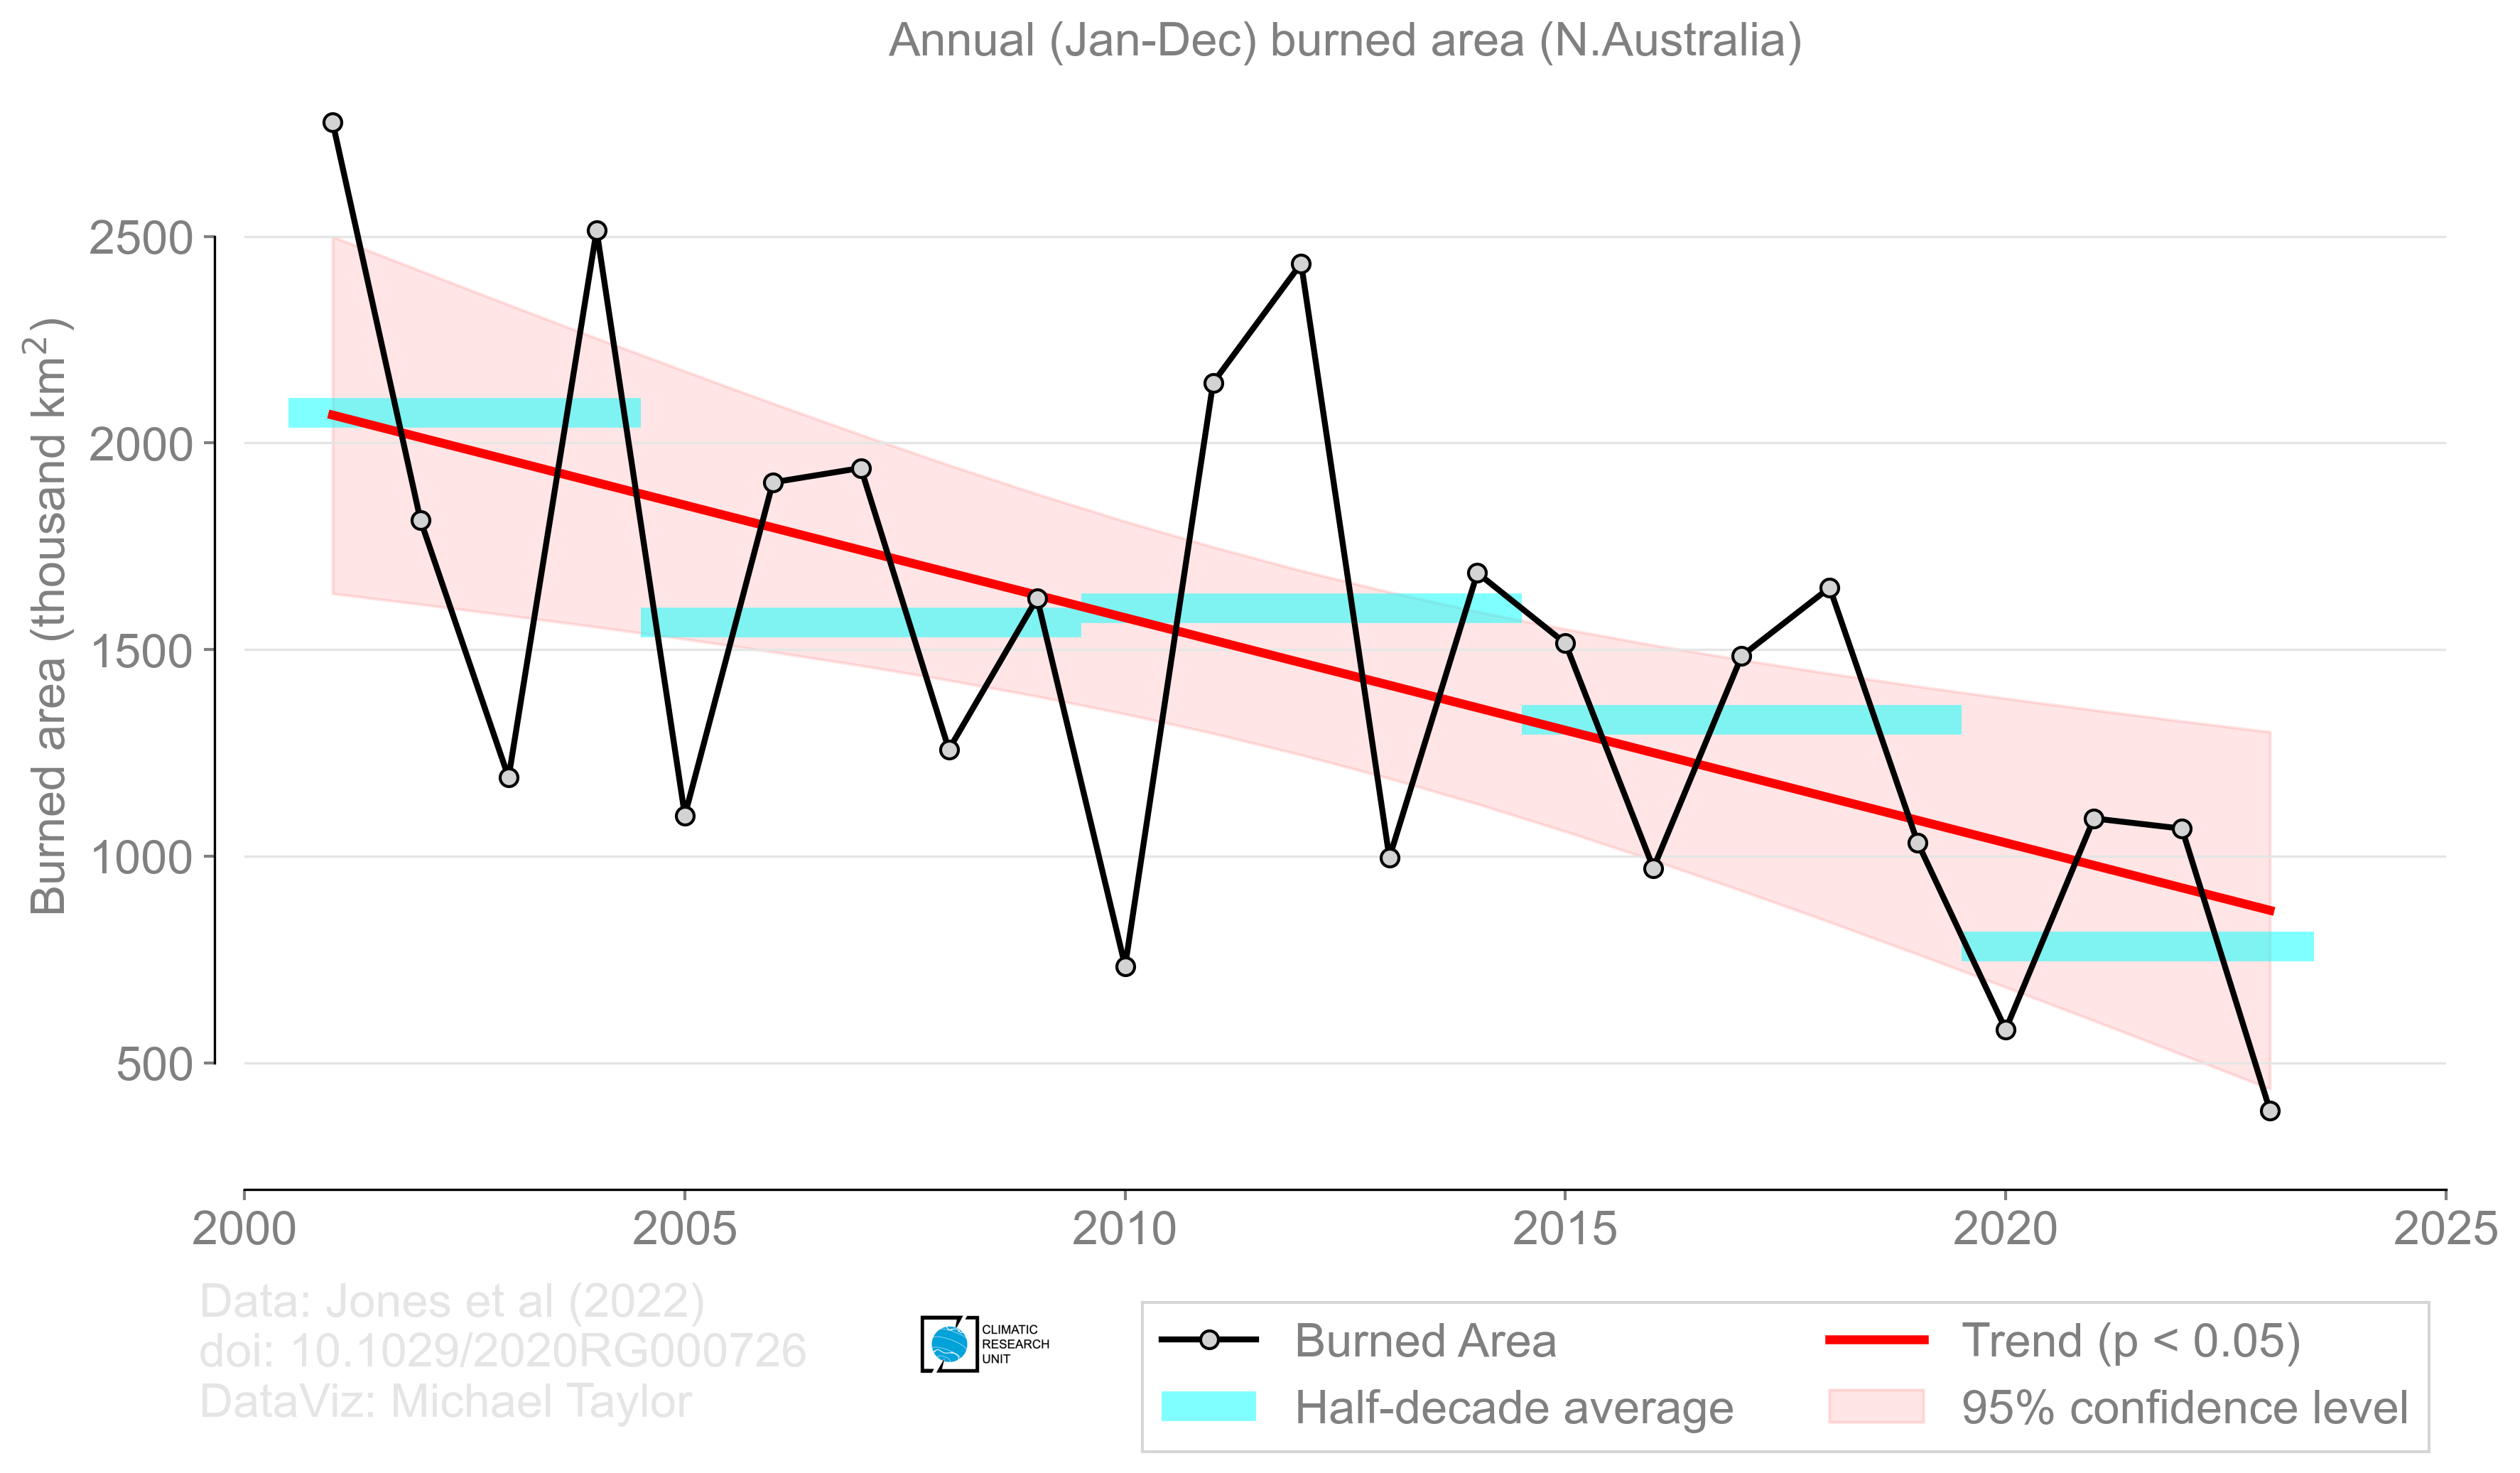 Annual (Jan-Dec) burned area (N.Australia)
Burned area (thousand km²)
2500
2000
1500
1000
500
2000 2005 2010 2015 2020 2025
Data: Jones et al (2022)
doi: 10.1029/2020RG000726
DataViz: Michael Taylor
CLIMATIC
RESEARCH
UNIT
Burned Area
Half-decade average
Trend (p < 0.05)
95% confidence level